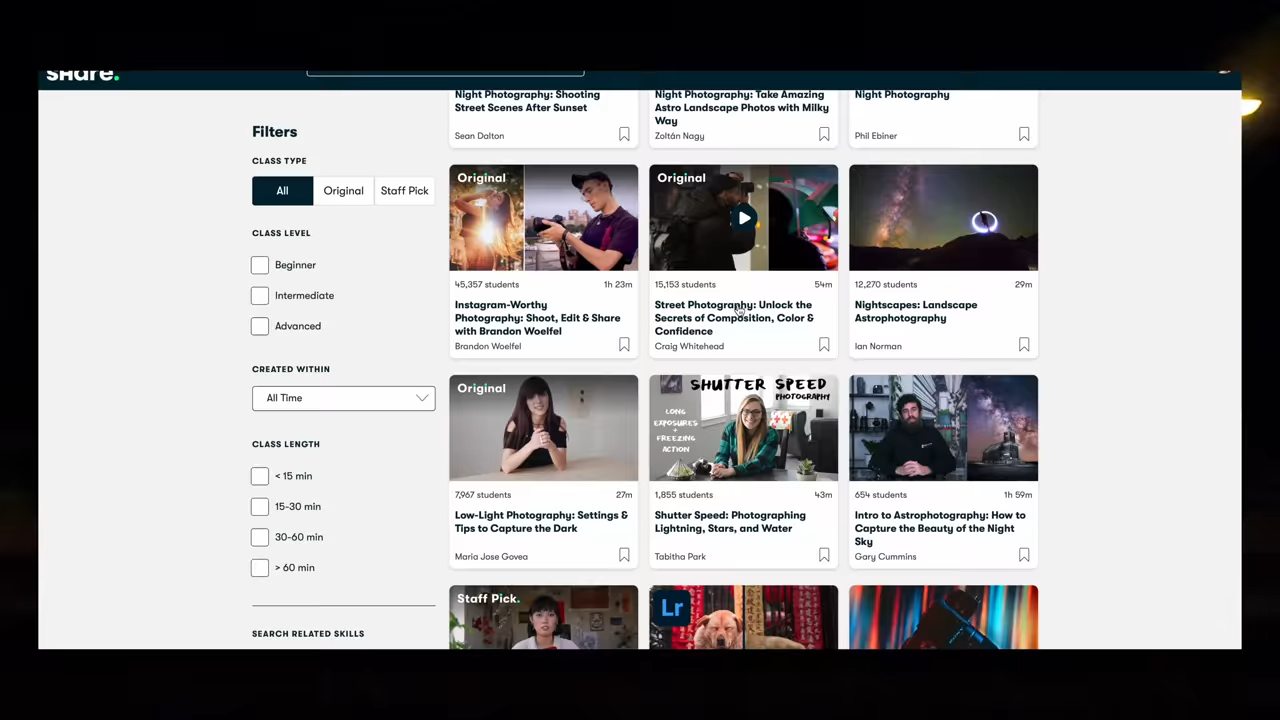 sHare.
Night Photography: Shooting
Street Scenes After Sunset
Sean Dalton
Night Photography: Take Amazing
Astro Landscape Photos with Milky
Way
Zoltán Nagy
Night Photography
Phil Ebiner
Filters
CLASS TYPE
All
Original
Staff Pick
CLASS LEVEL
Beginner
Intermediate
Advanced
CREATED WITHIN
All Time
CLASS LENGTH
< 15 min
15-30 min
30-60 min
> 60 min
SEARCH RELATED SKILLS
Original
45,357 students
1h 23m
Instagram-Worthy
Photography: Shoot, Edit & Share
with Brandon Woelfel
Brandon Woelfel
Original
15,153 students
54m
Street Photography: Unlock the
Secrets of Composition, Color &
Confidence
Craig Whitehead
12,270 students
29m
Nightscapes: Landscape
Astrophotography
Ian Norman
Original
7,967 students
27m
Low-Light Photography: Settings &
Tips to Capture the Dark
Maria Jose Govea
SHUTTER SPEED
PHOTOGRAPHY
LONG
EXPOSURES
+
FREEZING
ACTION
1,855 students
43m
Shutter Speed: Photographing
Lightning, Stars, and Water
Tabitha Park
654 students
1h 59m
Intro to Astrophotography: How to
Capture the Beauty of the Night
Sky
Gary Cummins
Staff Pick.
Lr